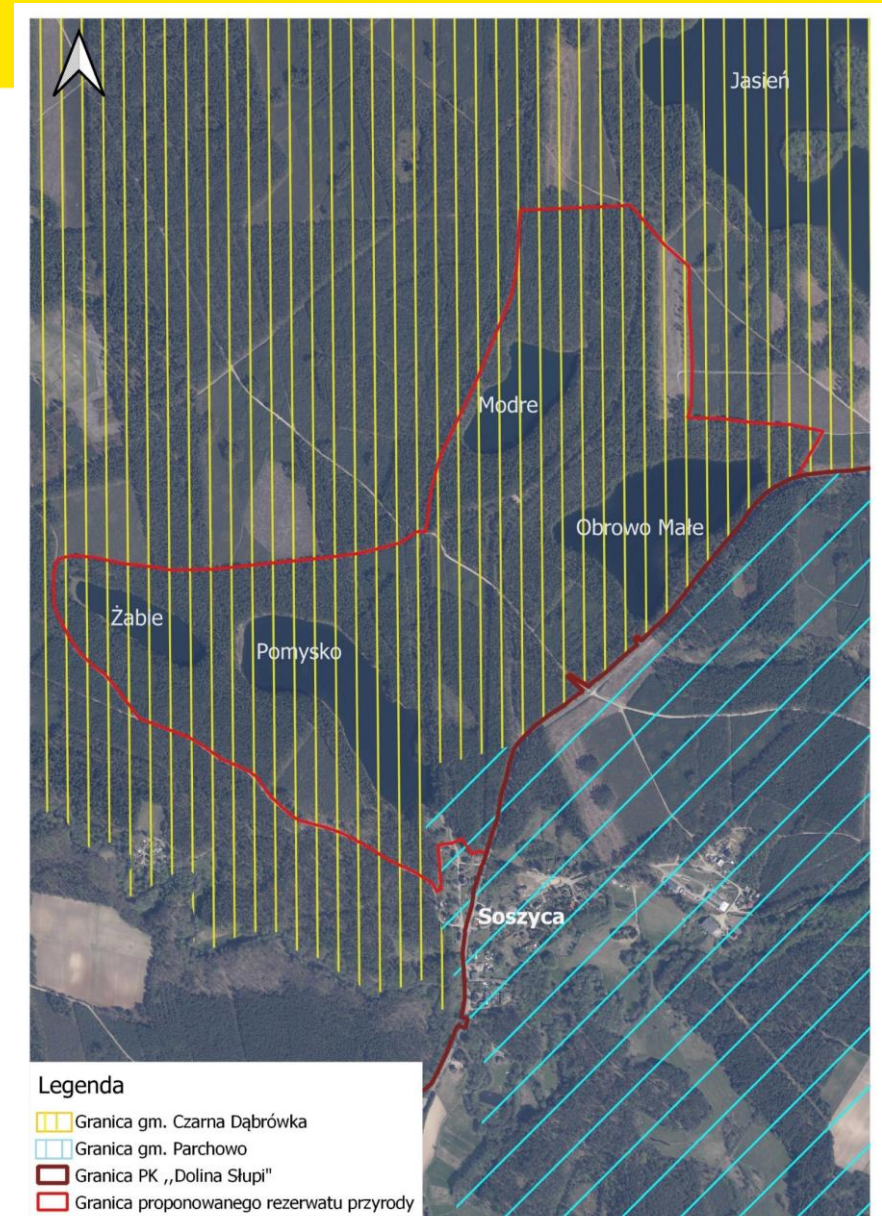 Jasień
Modre
Obrowo Małe
Żabie
Pomysko
Soszyca
Legenda
Granica gm. Czarna Dąbrówka
Granica gm. Parchowo
Granica PK ,,Dolina Słupi"
Granica proponowanego rezerwatu przyrody